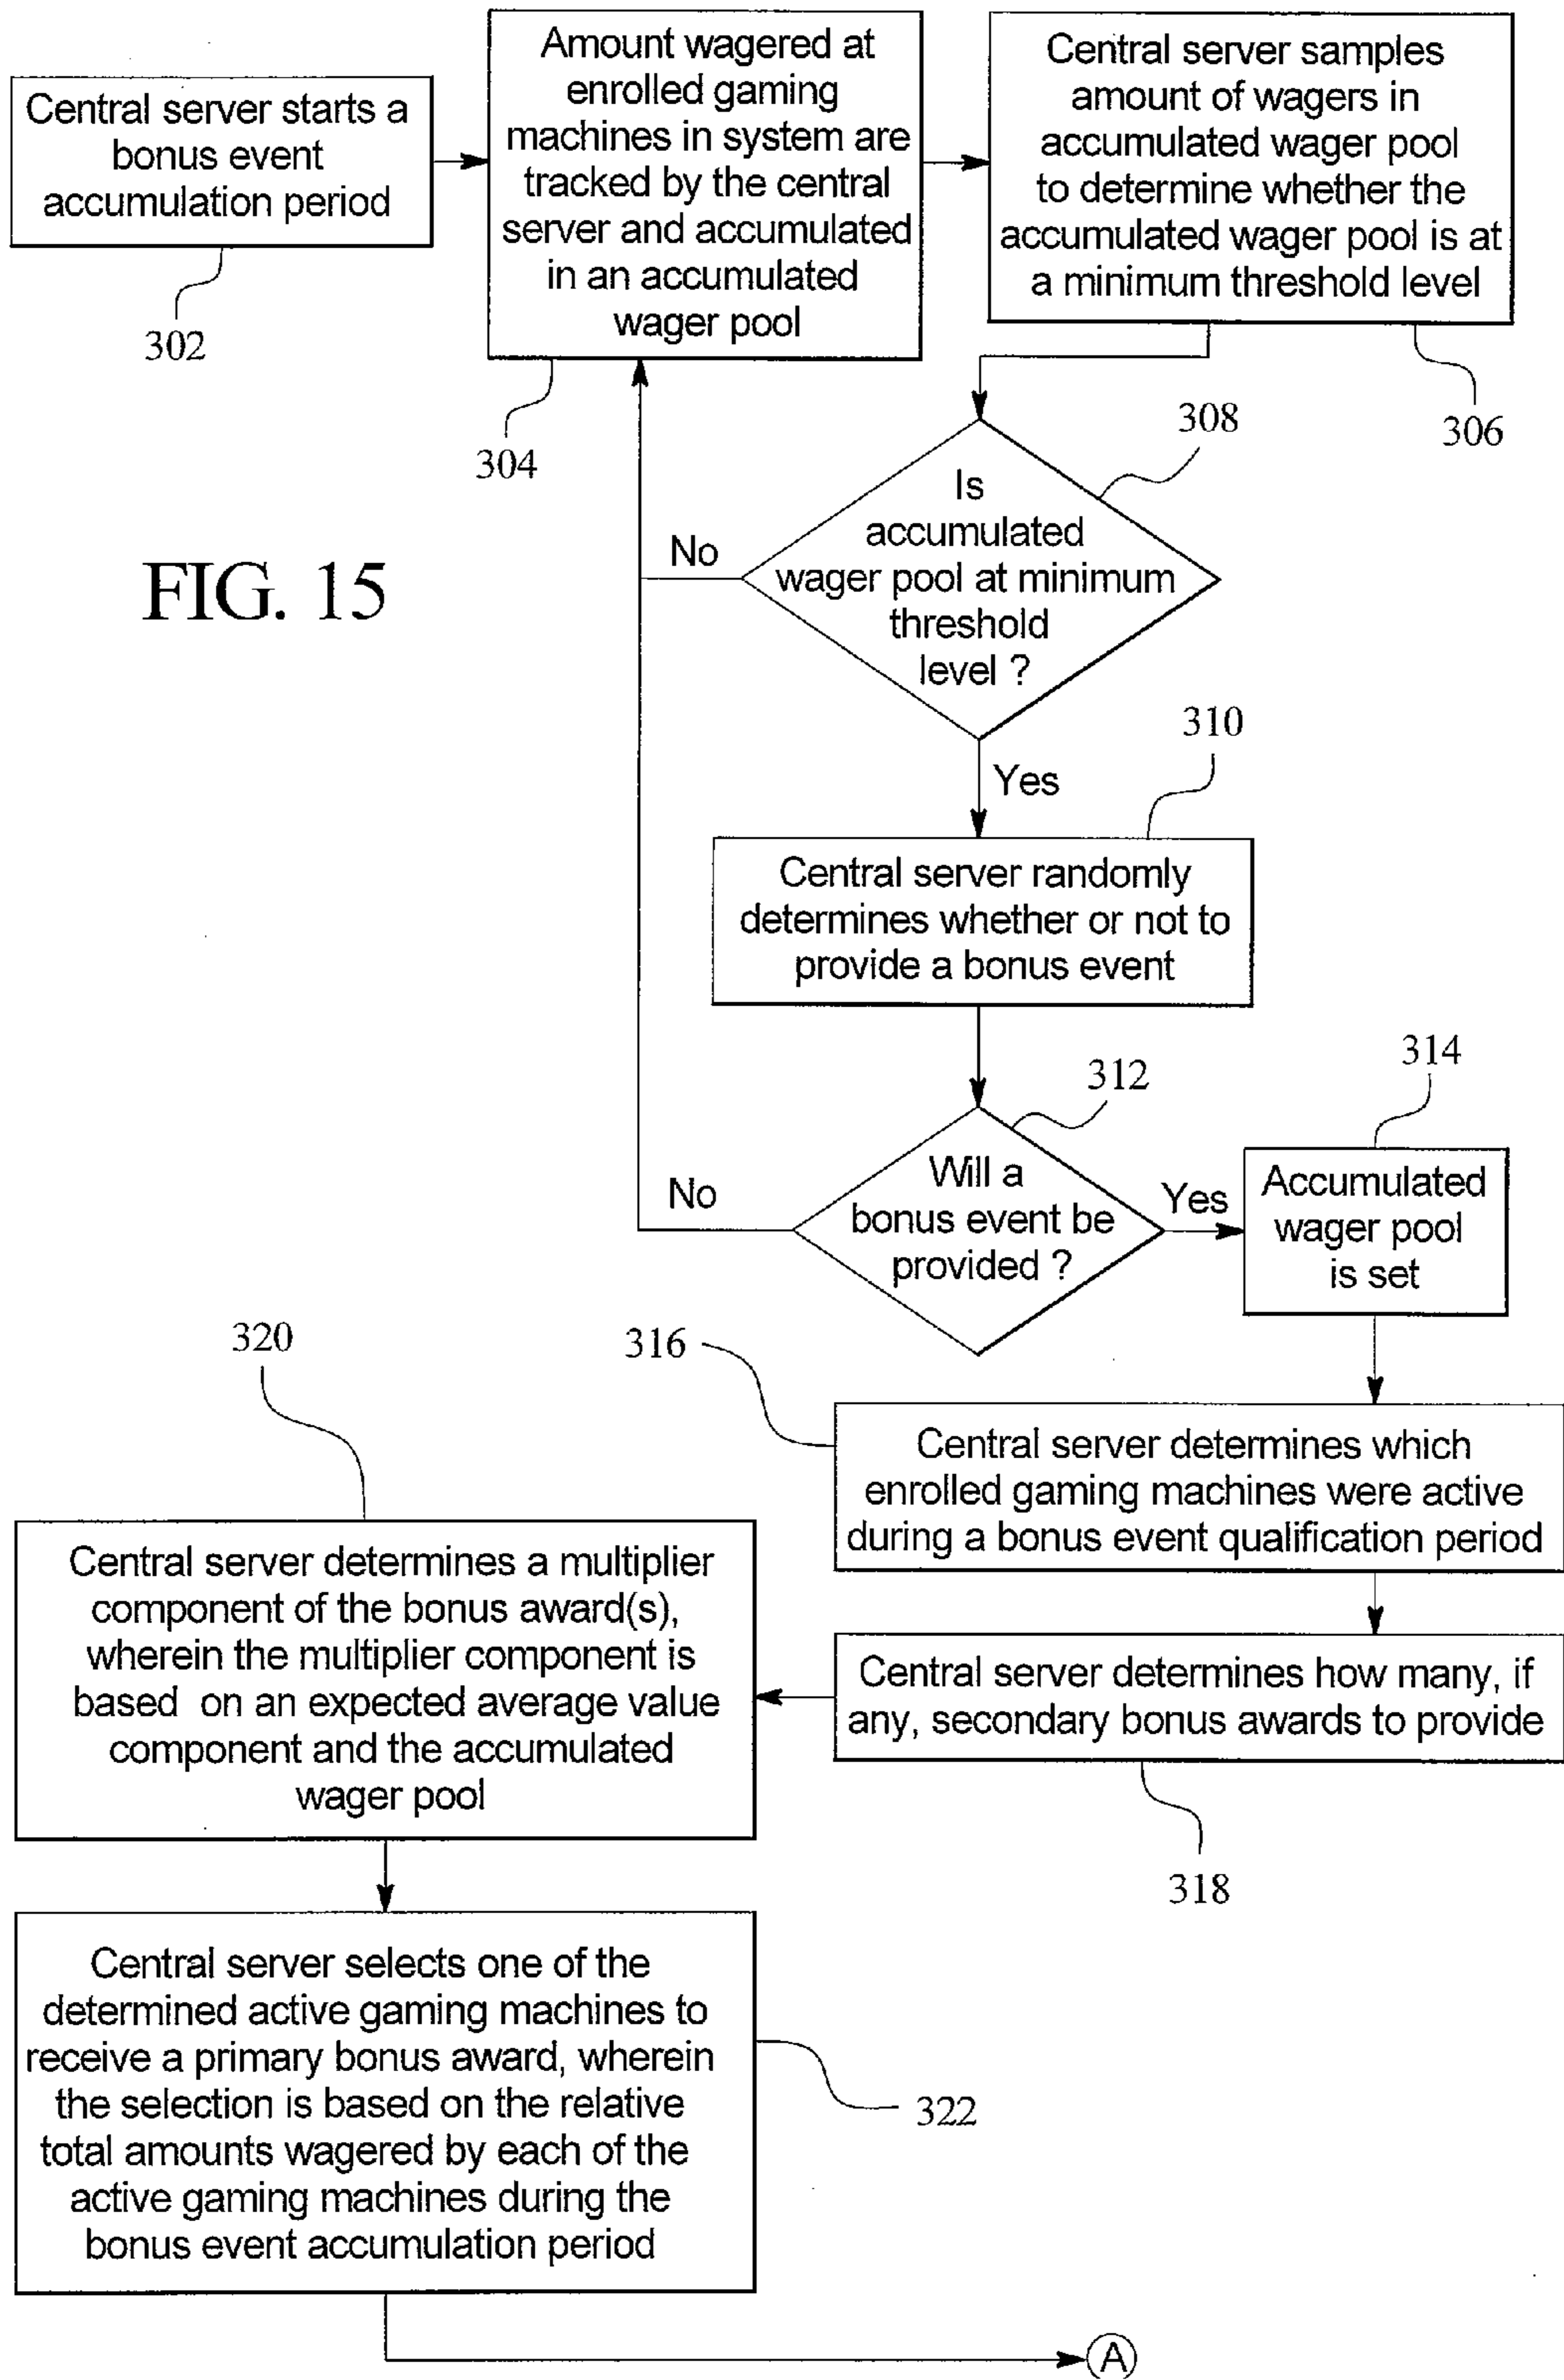 Central server starts a
bonus event
accumulation period
302
Amount wagered at
enrolled gaming
machines in system are
tracked by the central
server and accumulated
in an accumulated
wager pool
304
Central server samples
amount of wagers in
accumulated wager pool
to determine whether the
accumulated wager pool is at
a minimum threshold level
306
308
Is
accumulated
wager pool at minimum
threshold
level ?
No
FIG. 15
Yes
310
Central server randomly
determines whether or not to
provide a bonus event
312
Will a
bonus event be
provided ?
No
Yes
314
Accumulated
wager pool
is set
316
Central server determines which
enrolled gaming machines were active
during a bonus event qualification period
Central server determines how many, if
any, secondary bonus awards to provide
318
320
Central server determines a multiplier
component of the bonus award(s),
wherein the multiplier component is
based on an expected average value
component and the accumulated
wager pool
Central server selects one of the
determined active gaming machines to
receive a primary bonus award, wherein
the selection is based on the relative
total amounts wagered by each of the
active gaming machines during the
bonus event accumulation period
322
A